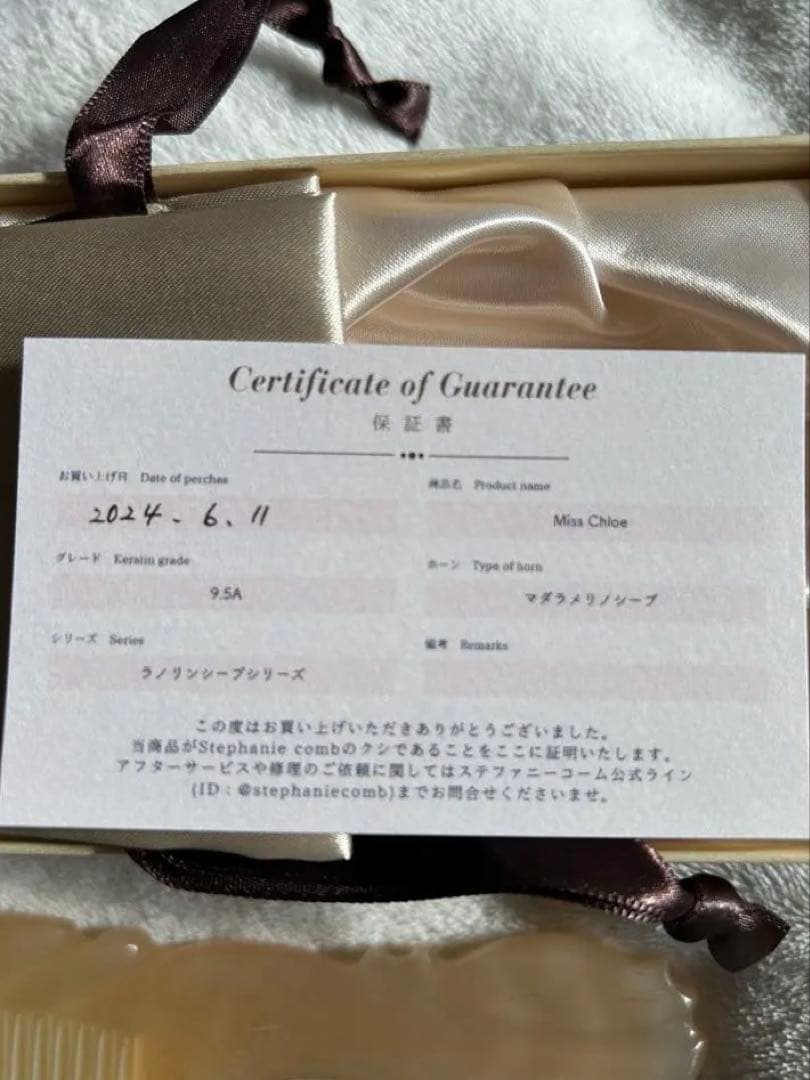 Certificate of Guarantee
保証書
お買い上げ日 Date of perches
商品名 Product name
2024. 6. 11
Miss Chloe
グレード Keratin grade
ホーン Type of horn
9.5A
マダラメリノシープ
シリーズ Series
備考 Remarks
ラノリンシープシリーズ
この度はお買い上げいただきありがとうございました。
当商品がStephanie combのクシであることをここに証明いたします。
アフターサービスや修理のご依頼に関してはステファニーコーム公式ライン
(ID：@stephaniecomb)までお問合せくださいませ。